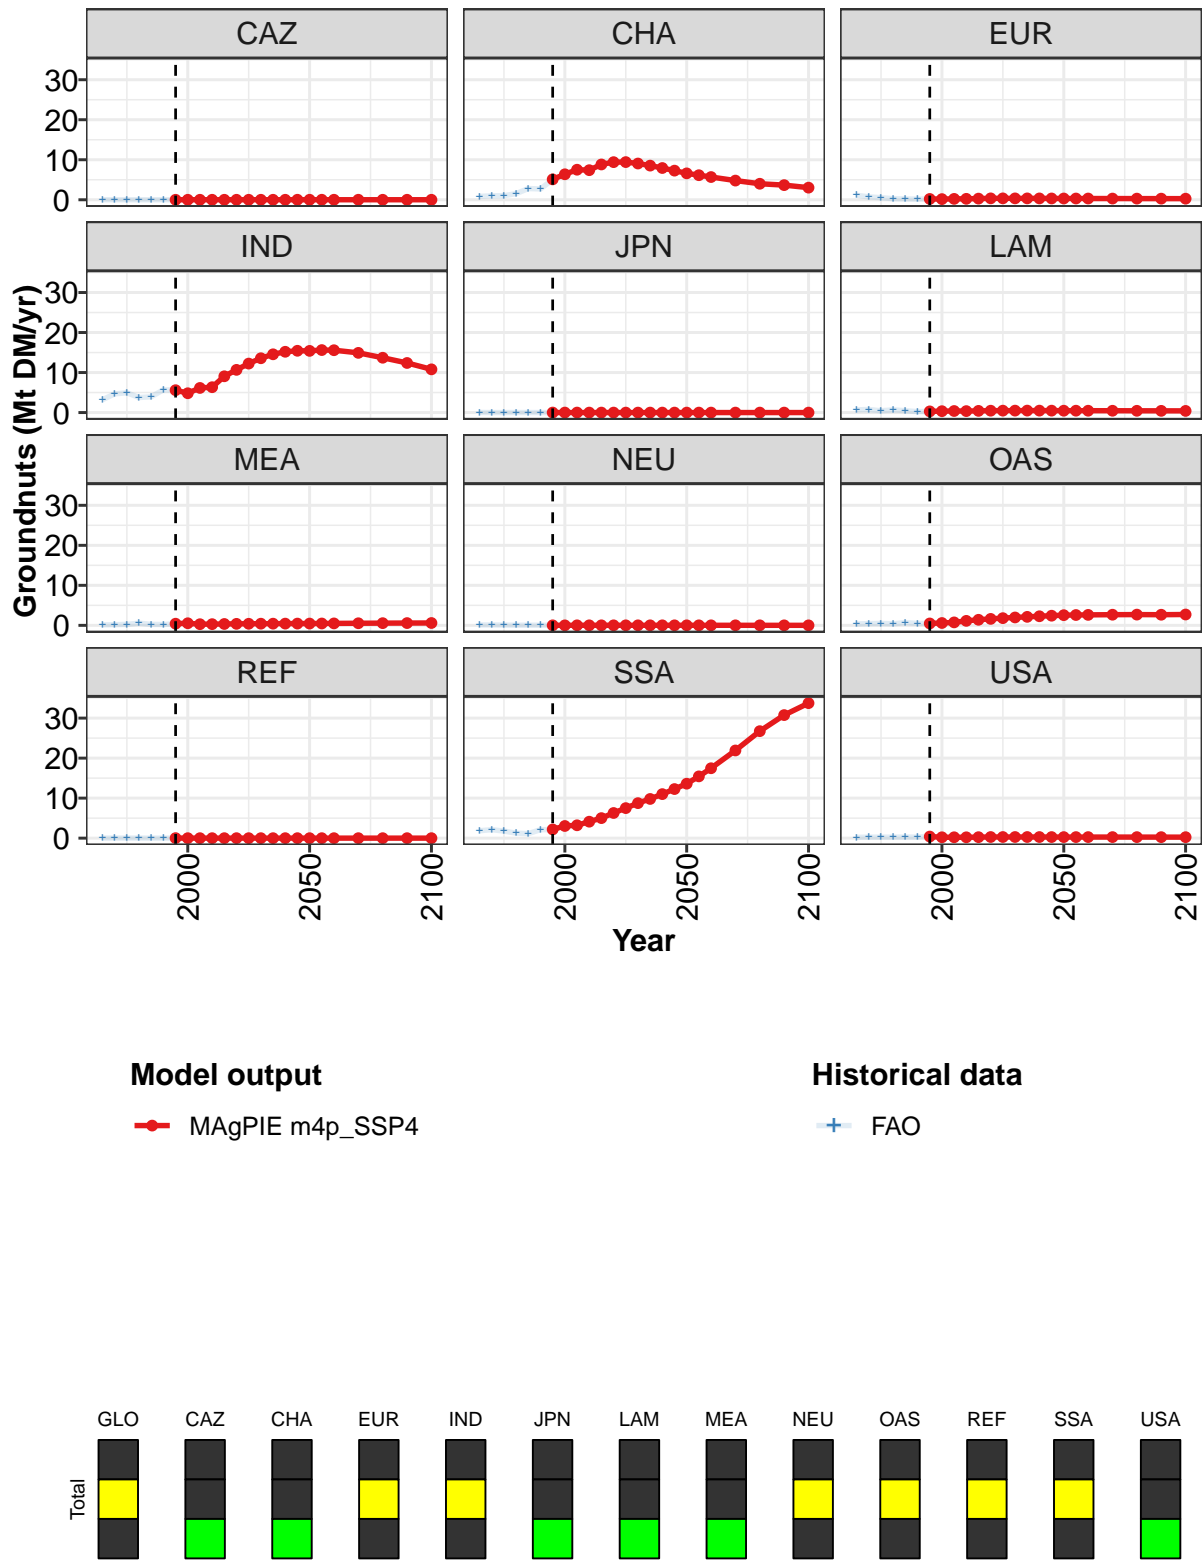 CAZ CHA EUR
30
20
10
0
IND JPN LAM
30
20
10
0
MEA NEU OAS
30
20
10
0
REF SSA USA
30
20
10
0
Groundnuts (Mt DM/yr)
2000 2050 2100 2000 2050 2100 2000 2050 2100
Year
Model output Historical data
MAgPIE m4p_SSP4 FAO
GLO CAZ CHA EUR IND JPN LAM MEA NEU OAS REF SSA USA
Total